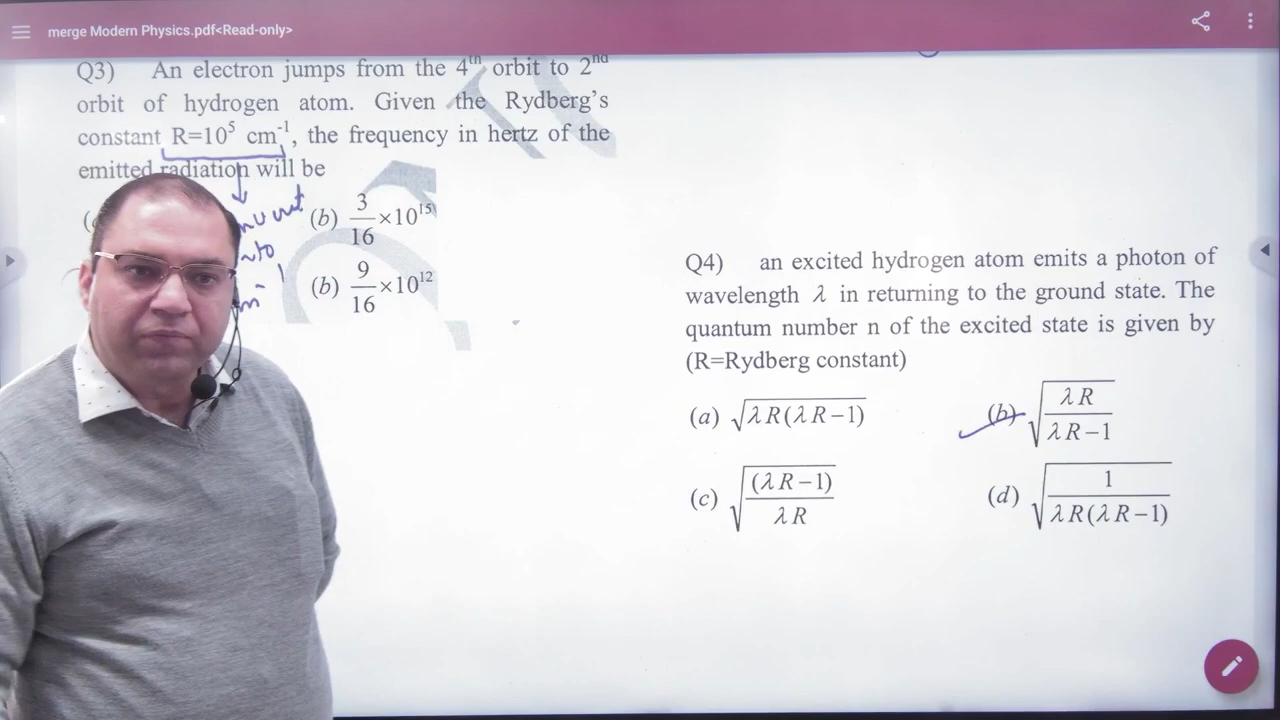 merge Modern Physics.pdf<Read-only>
Q3) An electron jumps from the 4th orbit to 2nd
orbit of hydrogen atom. Given the Rydberg's
constant R=10⁵ cm⁻¹, the frequency in hertz of the
emitted radiation will be
(b) 3/16 ×10¹⁵
(b) 9/16 ×10¹²
Q4) an excited hydrogen atom emits a photon of
wavelength λ in returning to the ground state. The
quantum number n of the excited state is given by
(R=Rydberg constant)
(a) √(λR(λR−1)) (b) √(λR/(λR−1))
(c) √((λR−1)/λR) (d) √(1/(λR(λR−1)))